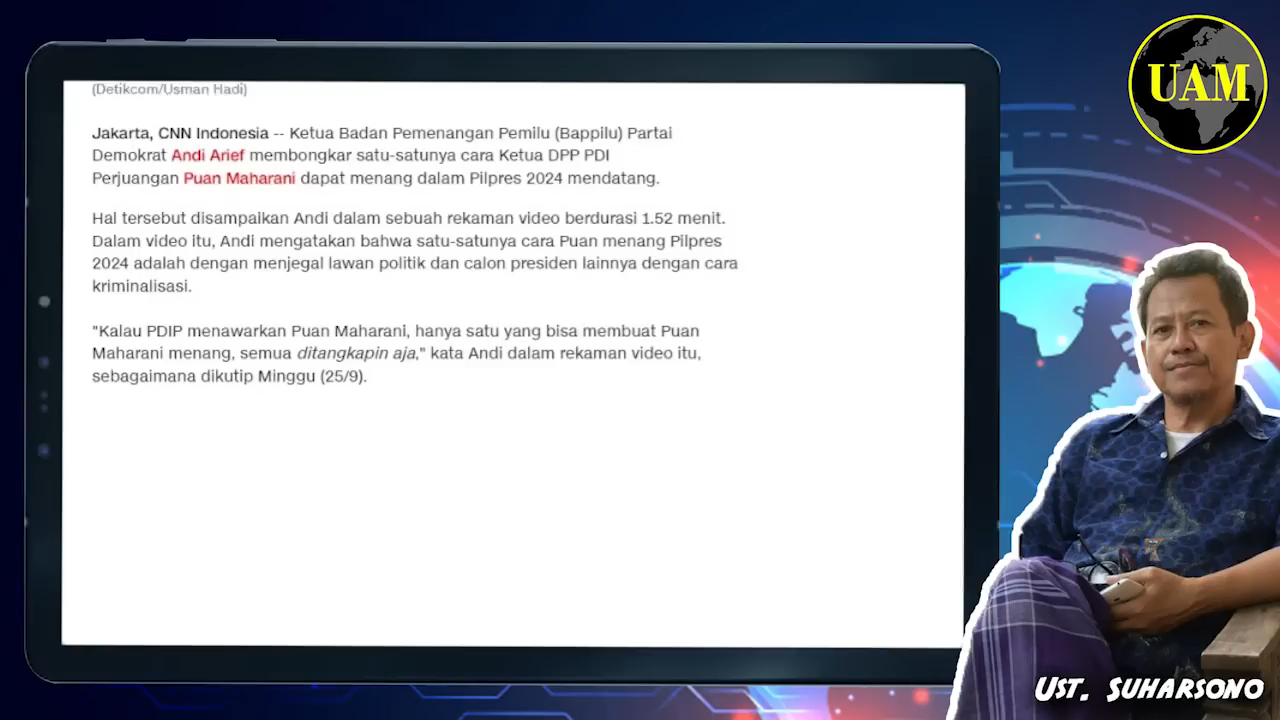 (Detikcom/Usman Hadi)
Jakarta, CNN Indonesia -- Ketua Badan Pemenangan Pemilu (Bappilu) Partai
Demokrat Andi Arief membongkar satu-satunya cara Ketua DPP PDI
Perjuangan Puan Maharani dapat menang dalam Pilpres 2024 mendatang.
Hal tersebut disampaikan Andi dalam sebuah rekaman video berdurasi 1.52 menit.
Dalam video itu, Andi mengatakan bahwa satu-satunya cara Puan menang Pilpres
2024 adalah dengan menjegal lawan politik dan calon presiden lainnya dengan cara
kriminalisasi.
"Kalau PDIP menawarkan Puan Maharani, hanya satu yang bisa membuat Puan
Maharani menang, semua ditangkapin aja," kata Andi dalam rekaman video itu,
sebagaimana dikutip Minggu (25/9).
UAM
UST. SUHARSONO